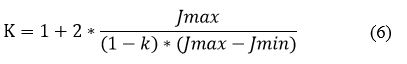 K = 1 + 2 * Jmax / ((1 − k) * (Jmax − Jmin)) (6)